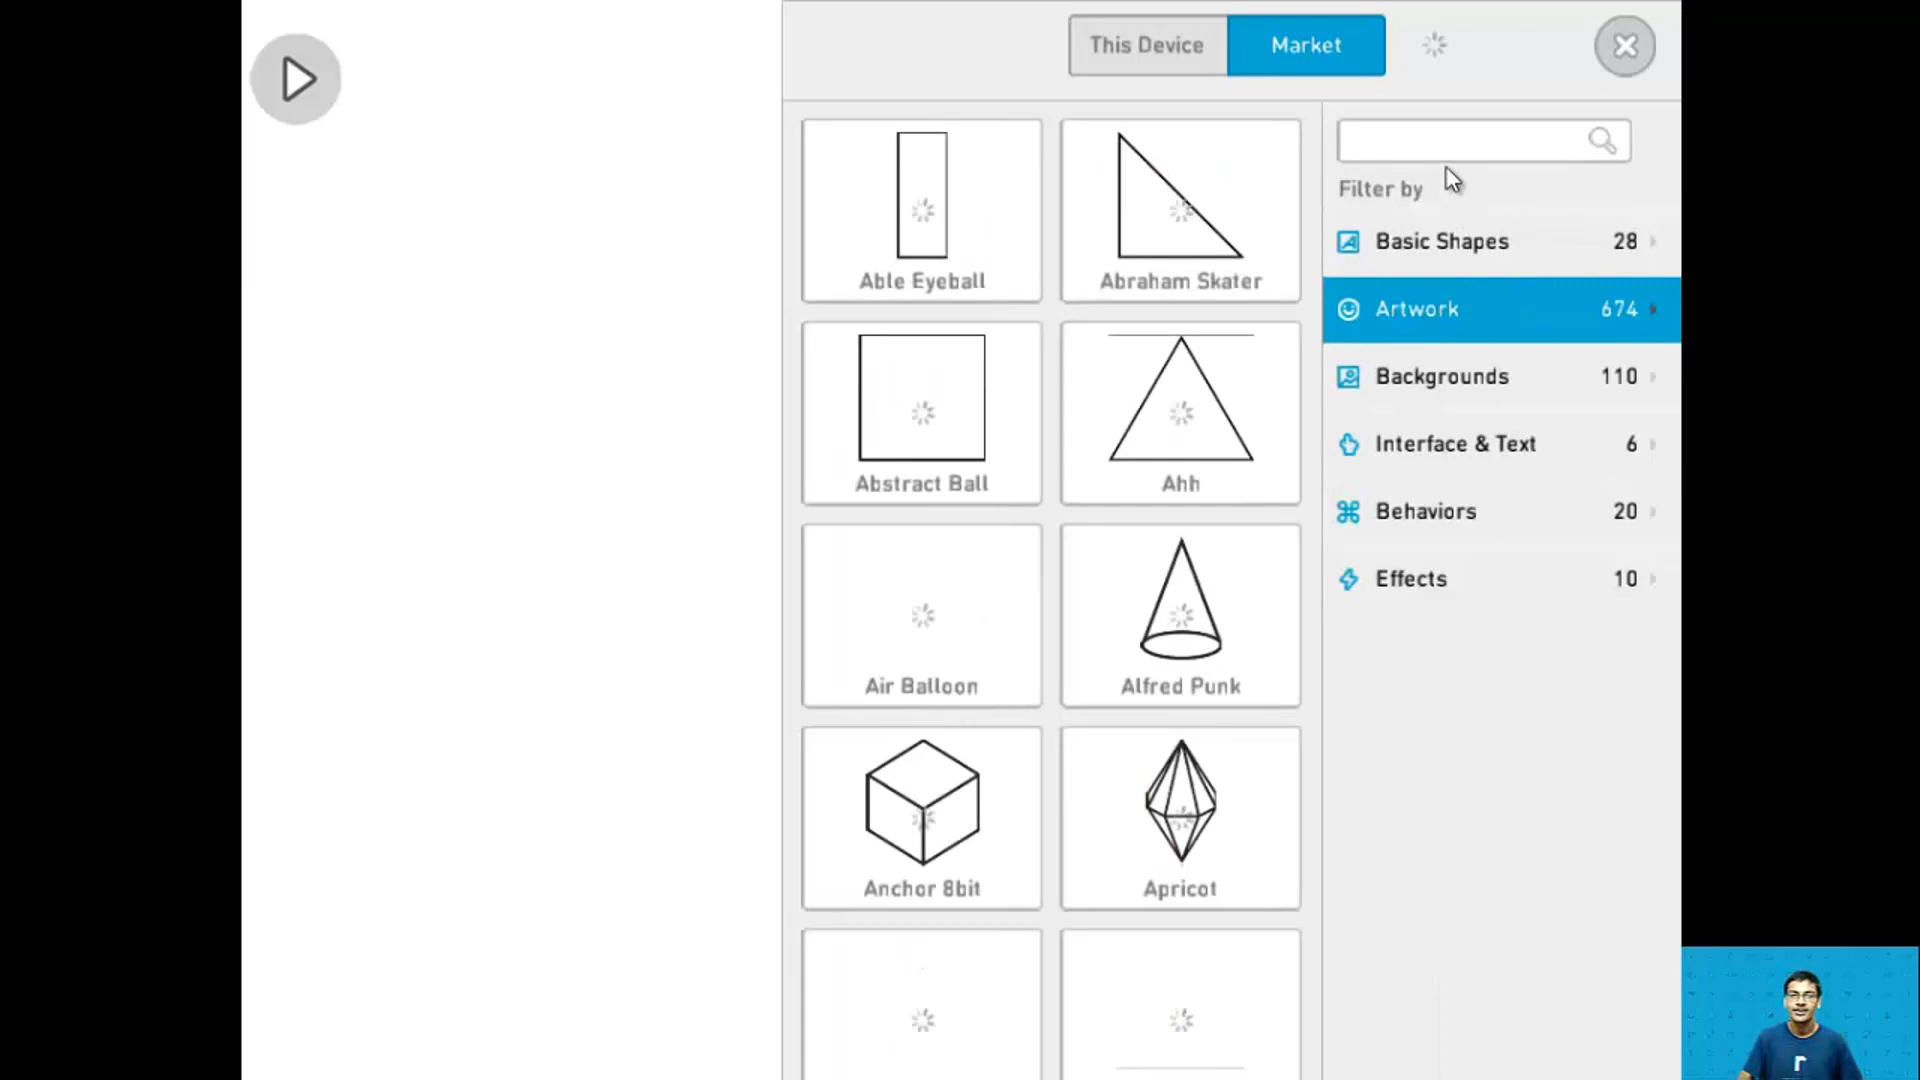 This Device Market
Able Eyeball Abraham Skater
Abstract Ball Ahh
Air Balloon Alfred Punk
Anchor 8bit Apricot
Filter by
Basic Shapes 28
Artwork 674
Backgrounds 110
Interface & Text 6
Behaviors 20
Effects 10
r